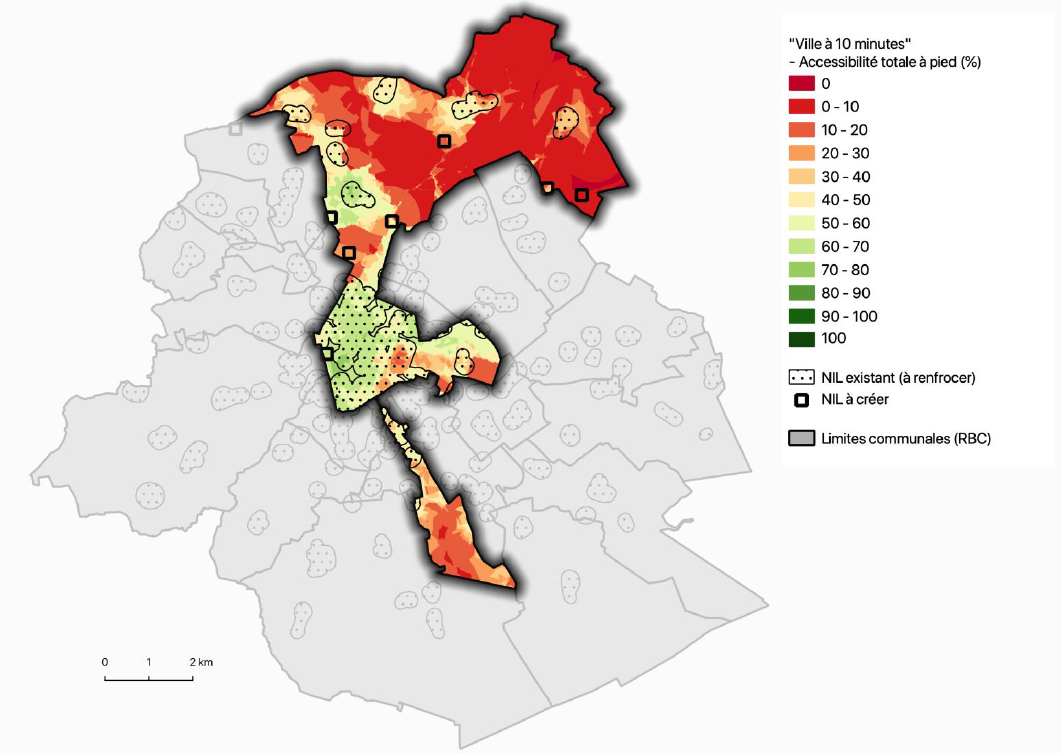 "Ville à 10 minutes"
- Accessibilité totale à pied (%)
0
0 - 10
10 - 20
20 - 30
30 - 40
40 - 50
50 - 60
60 - 70
70 - 80
80 - 90
90 - 100
100
NIL existant (à renfrocer)
NIL à créer
Limites communales (RBC)
0 1 2 km